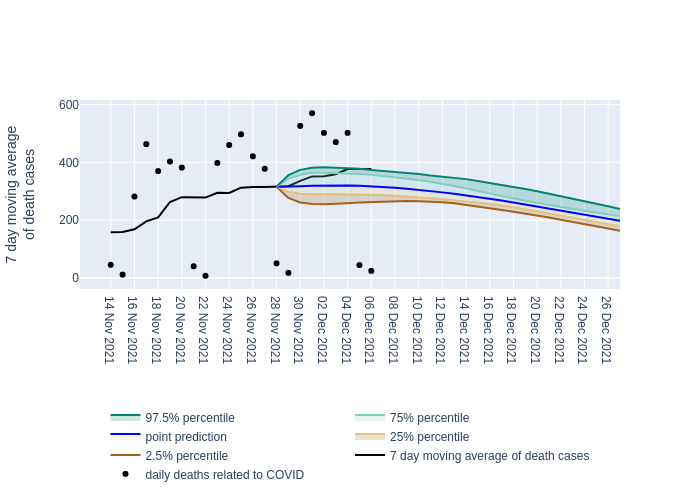 7 day moving average
of death cases
600
400
200
0
14 Nov 2021
16 Nov 2021
18 Nov 2021
20 Nov 2021
22 Nov 2021
24 Nov 2021
26 Nov 2021
28 Nov 2021
30 Nov 2021
02 Dec 2021
04 Dec 2021
06 Dec 2021
08 Dec 2021
10 Dec 2021
12 Dec 2021
14 Dec 2021
16 Dec 2021
18 Dec 2021
20 Dec 2021
22 Dec 2021
24 Dec 2021
26 Dec 2021
97.5% percentile
75% percentile
point prediction
25% percentile
2.5% percentile
7 day moving average of death cases
daily deaths related to COVID